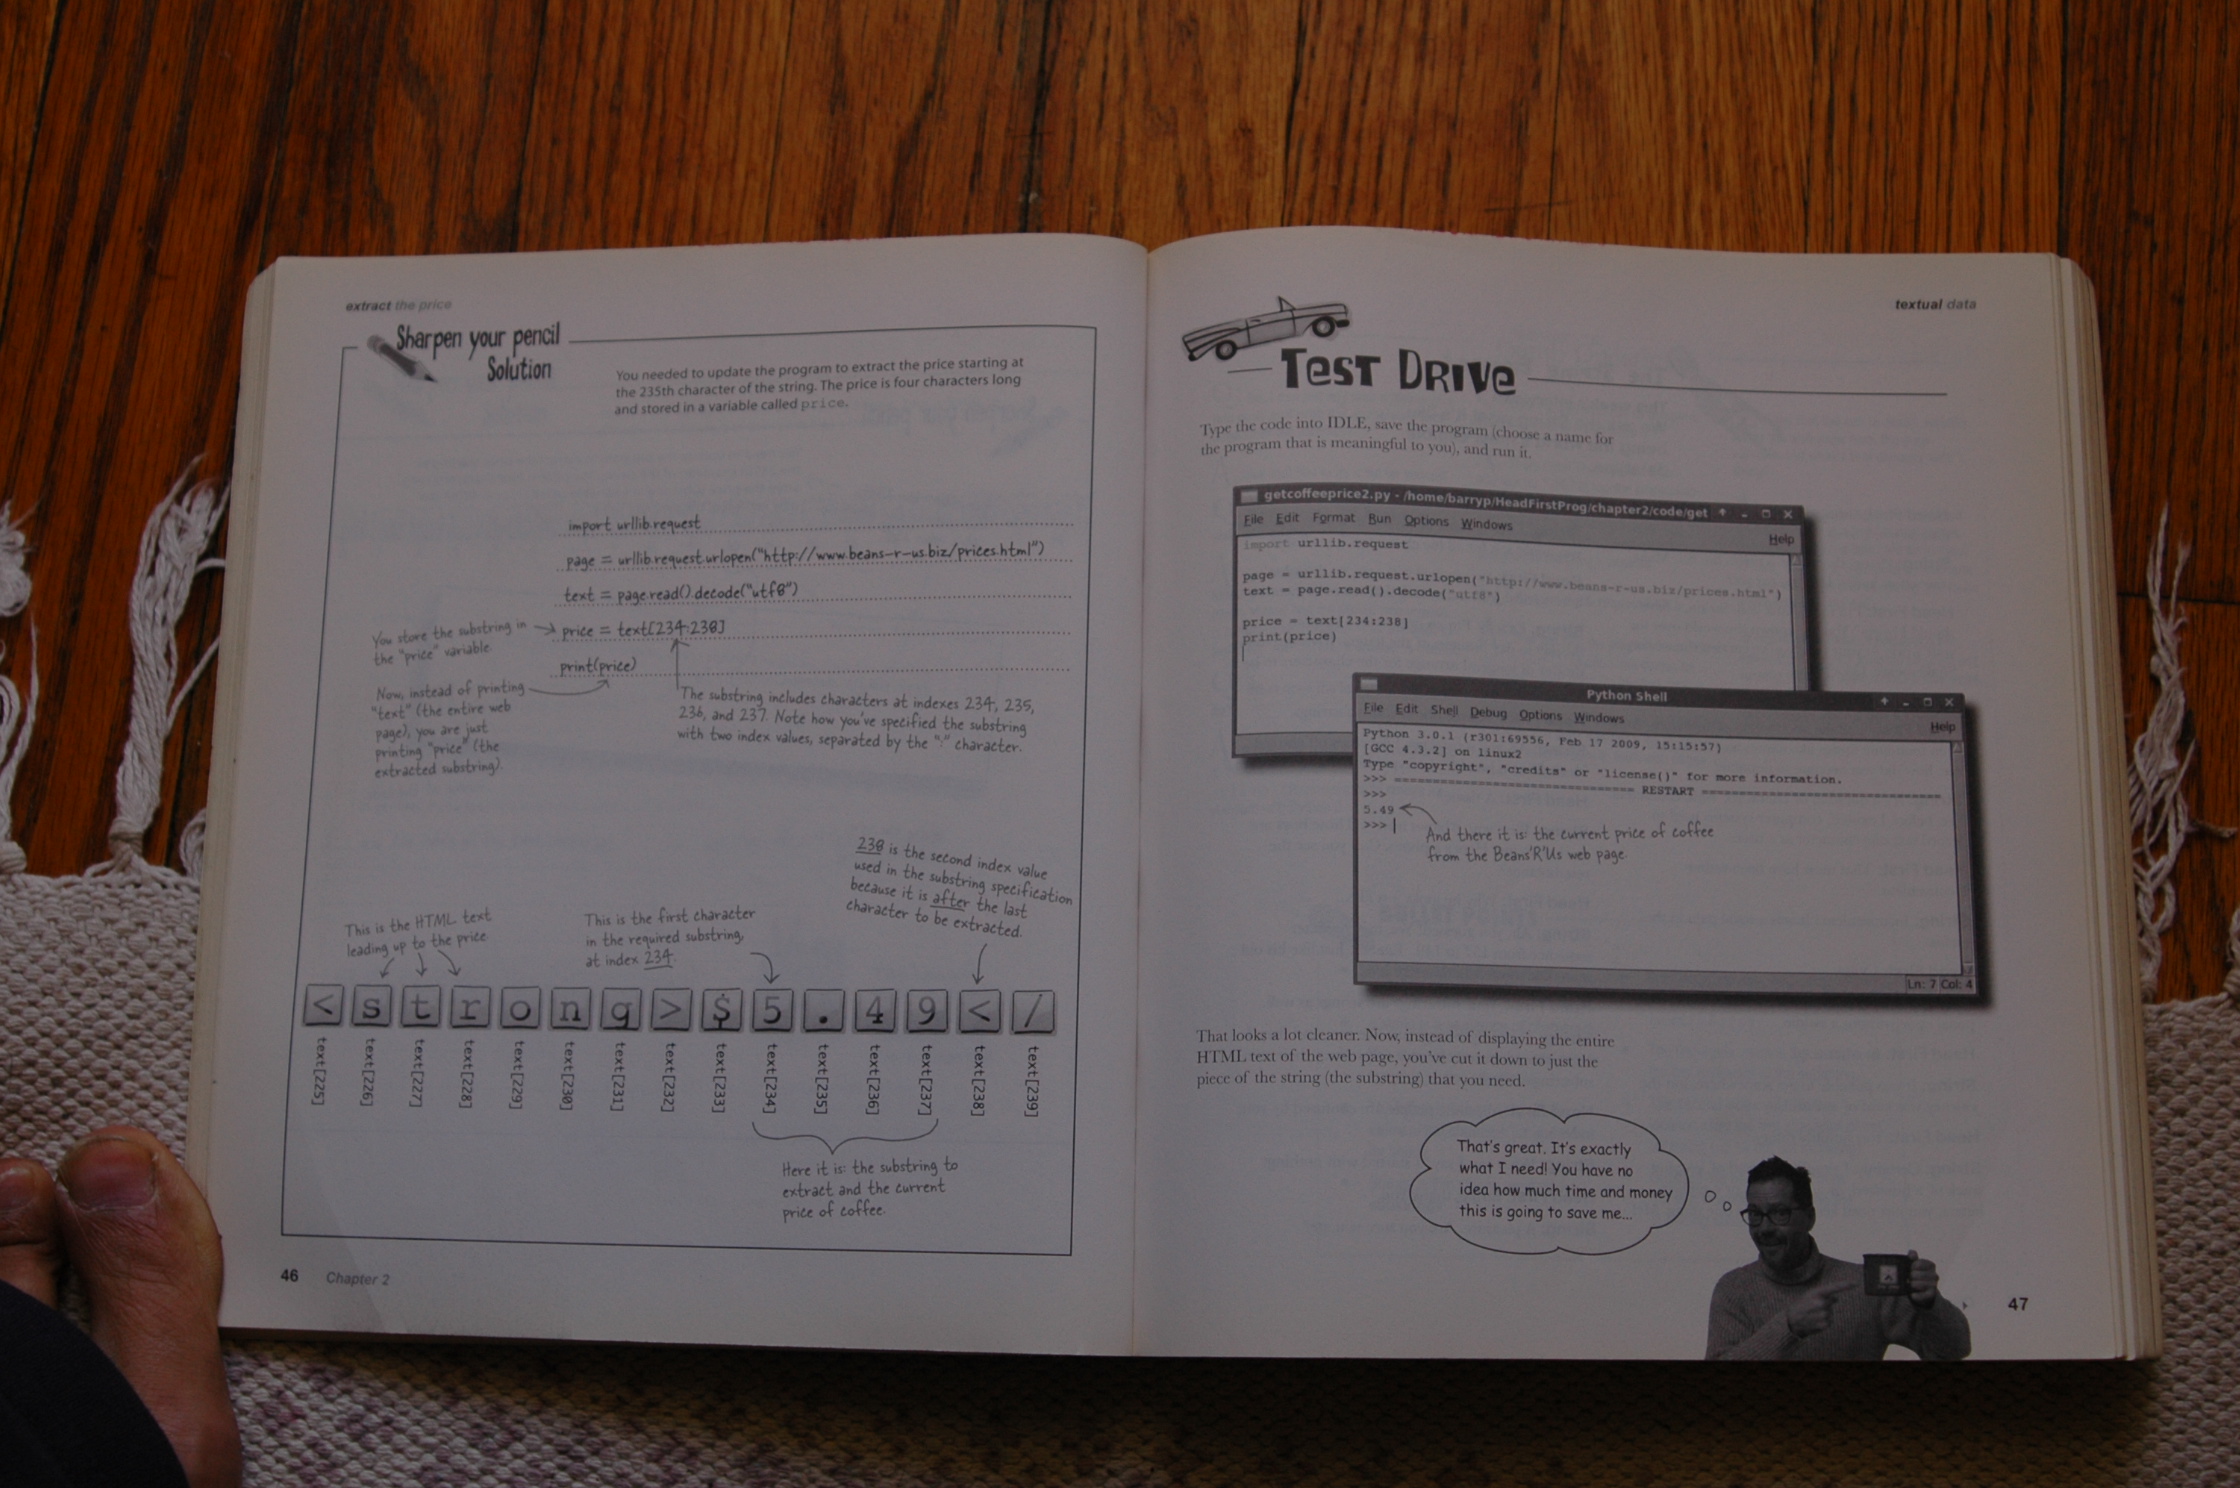 extract the price
Sharpen your pencil
Solution
You needed to update the program to extract the price starting at
the 235th character of the string. The price is four characters long
and stored in a variable called price.
import urllib.request
page = urllib.request.urlopen("http://www.beans-r-us.biz/prices.html")
text = page.read().decode("utf8")
price = text[234:238]
print(price)
You store the substring in
the "price" variable.
Now, instead of printing
"text" (the entire web
page), you are just
printing "price" (the
extracted substring).
The substring includes characters at indexes 234, 235,
236, and 237. Note how you've specified the substring
with two index values, separated by the ":" character.
238 is the second index value
used in the substring specification
because it is after the last
character to be extracted.
This is the first character
in the required substring,
at index 234.
This is the HTML text
leading up to the price
< s t r o n g > $ 5 . 4 9 < /
text[225] text[226] text[227] text[228] text[229] text[230] text[231] text[232] text[233] text[234] text[235] text[236] text[237] text[238] text[239]
Here it is: the substring to
extract and the current
price of coffee.
46 Chapter 2
textual data
Test Drive
Type the code into IDLE, save the program (choose a name for
the program that is meaningful to you), and run it.
getcoffeeprice2.py - /home/barryp/HeadFirstProg/chapter2/code/get
File Edit Format Run Options Windows Help
import urllib.request
page = urllib.request.urlopen("http://www.beans-r-us.biz/prices.html")
text = page.read().decode("utf8")
price = text[234:238]
print(price)
Python Shell
File Edit Shell Debug Options Windows Help
Python 3.0.1 (r301:69556, Feb 17 2009, 15:15:57)
[GCC 4.3.2] on linux2
Type "copyright", "credits" or "license()" for more information.
>>> ================================ RESTART ================================
>>>
5.49
>>>
And there it is: the current price of coffee
from the Beans'R'Us web page.
Ln: 7 Col: 4
That looks a lot cleaner. Now, instead of displaying the entire
HTML text of the web page, you've cut it down to just the
piece of the string (the substring) that you need.
That's great. It's exactly
what I need! You have no
idea how much time and money
this is going to save me...
47